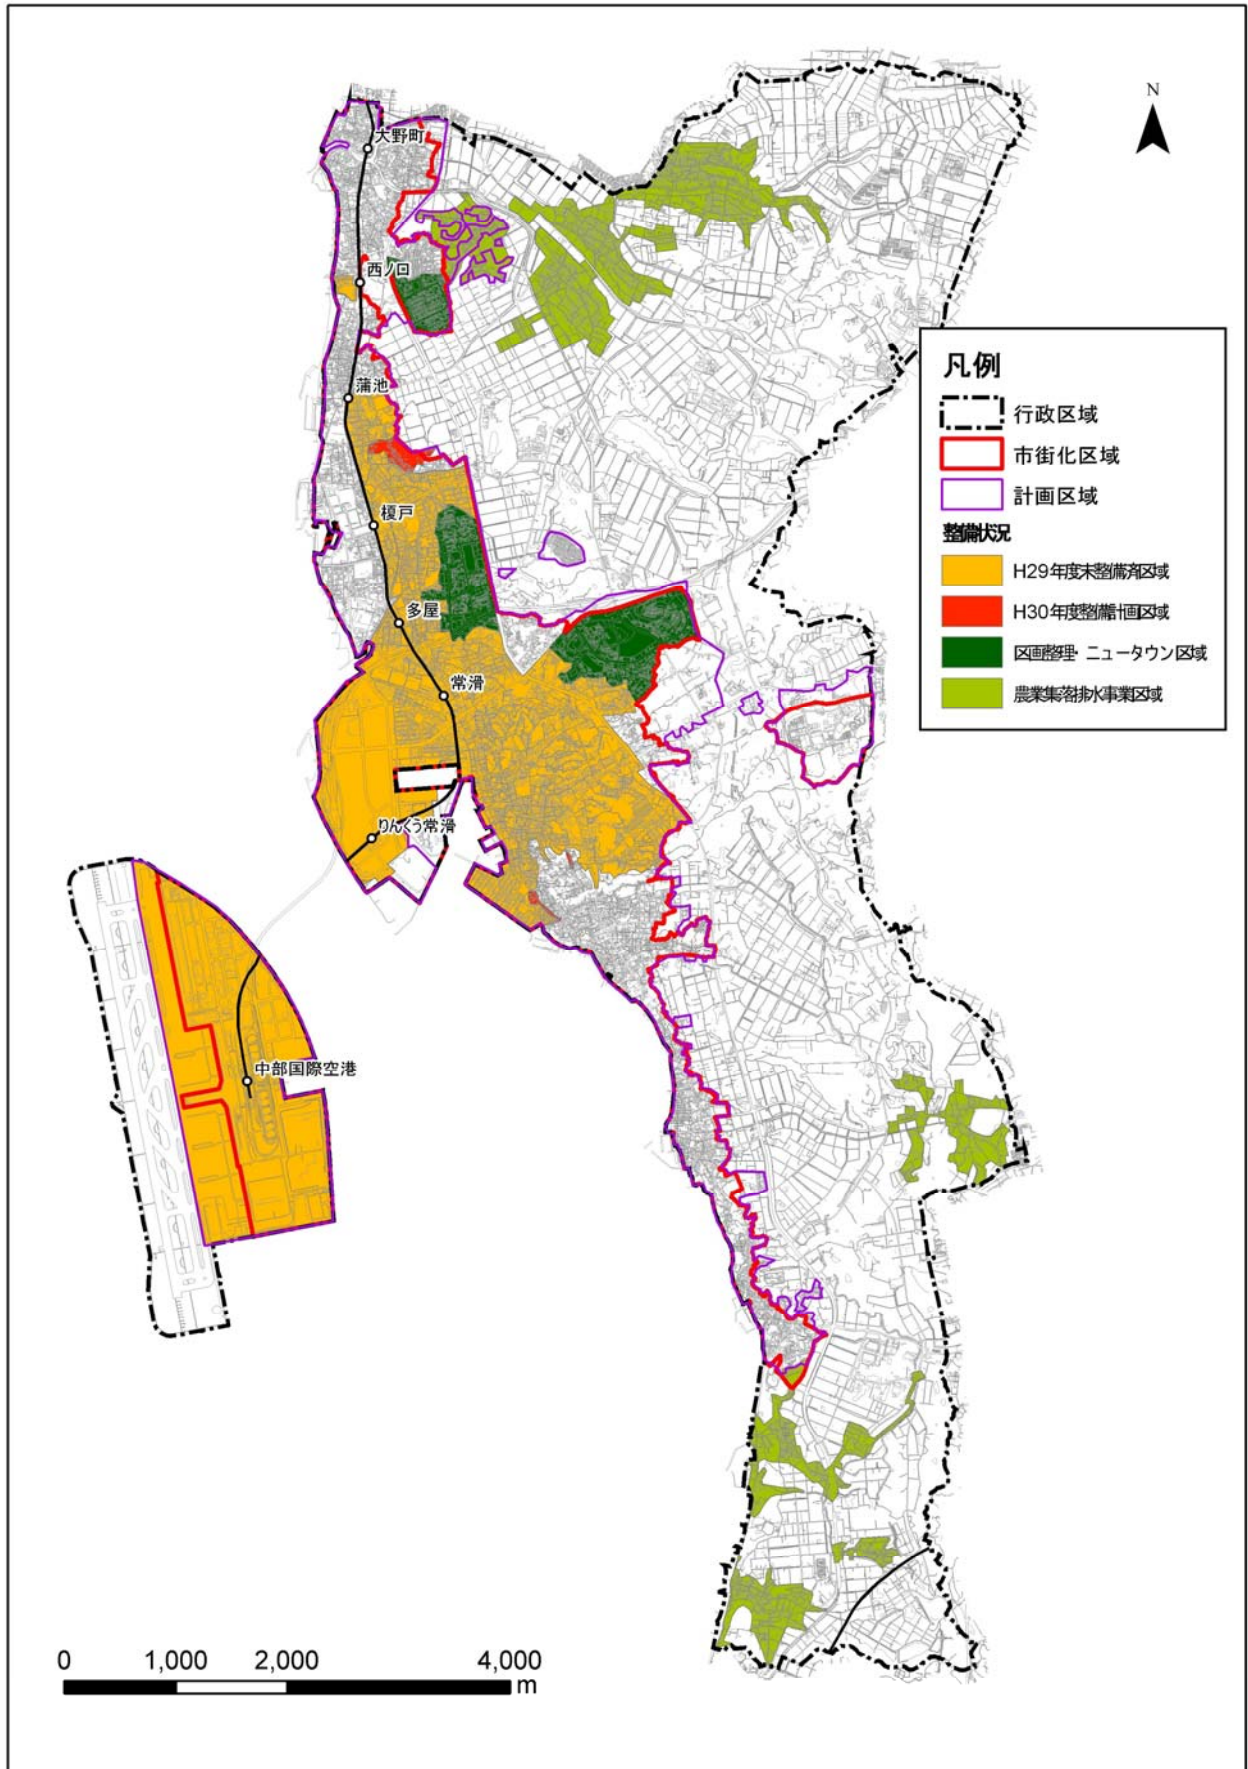 N
大野町
西ノ口
蒲池
榎戸
多屋
常滑
りんくう常滑
中部国際空港
凡例
行政区域
市街化区域
計画区域
整備状況
H29年度末整備済区域
H30年度整備計画区域
区画整理・ニュータウン区域
農業集落排水事業区域
0 1,000 2,000 4,000
m